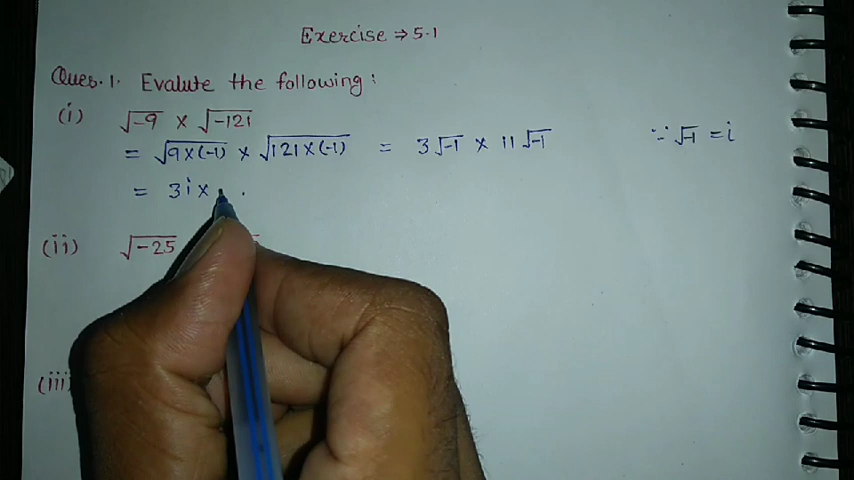 Exercise ⇒ 5.1
Ques.1. Evalute the following :
(i) √-9 × √-121
= √9×(-1) × √121×(-1) = 3√-1 × 11√-1 ∵ √-1 = i
= 3i ×
(ii) √-25
(iii)